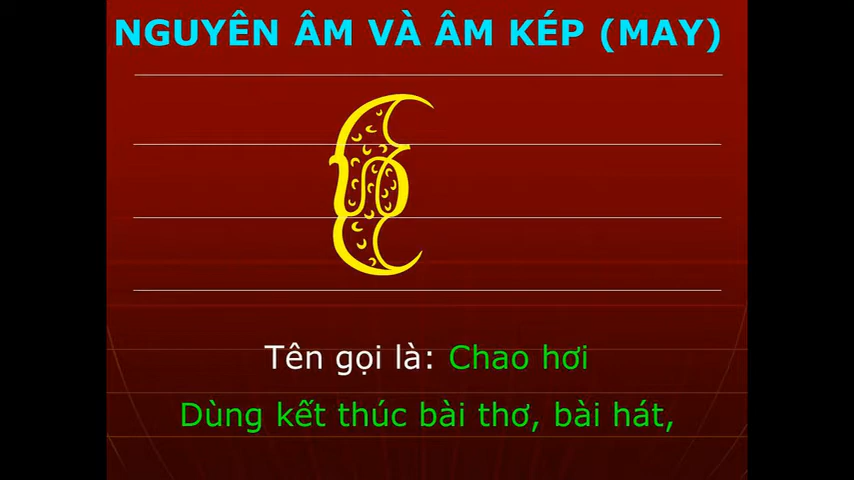 NGUYÊN ÂM VÀ ÂM KÉP (MAY)
Tên gọi là: Chao hơi
Dùng kết thúc bài thơ, bài hát,